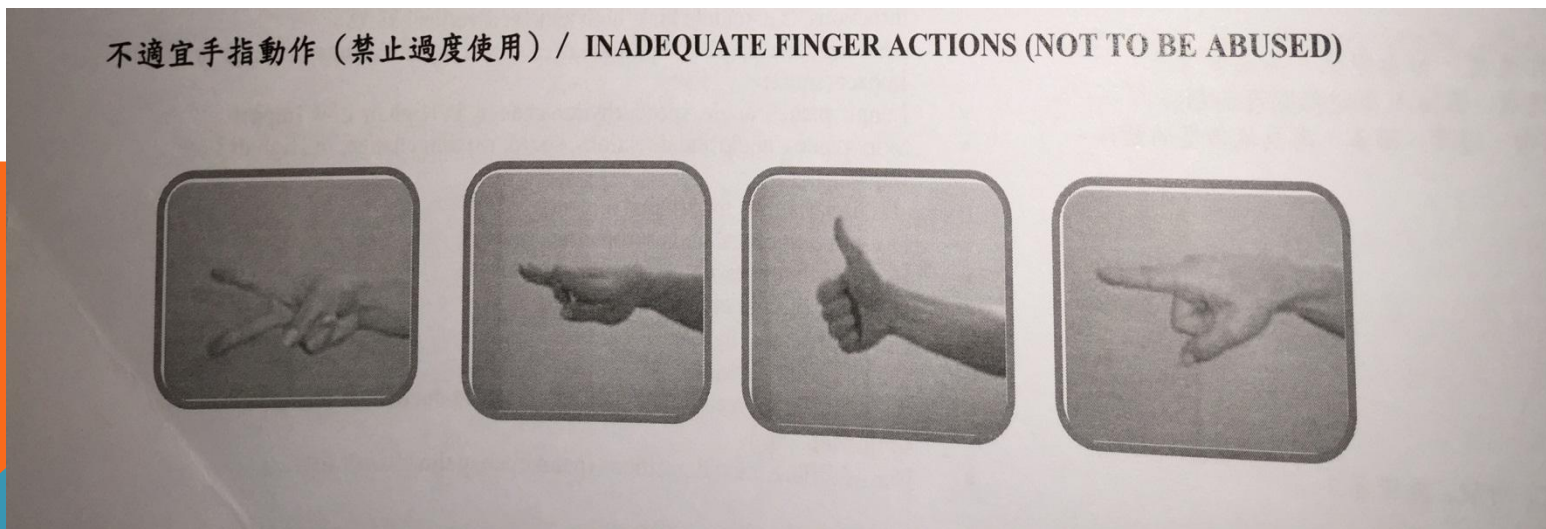 不適宜手指動作（禁止過度使用）/ INADEQUATE FINGER ACTIONS (NOT TO BE ABUSED)